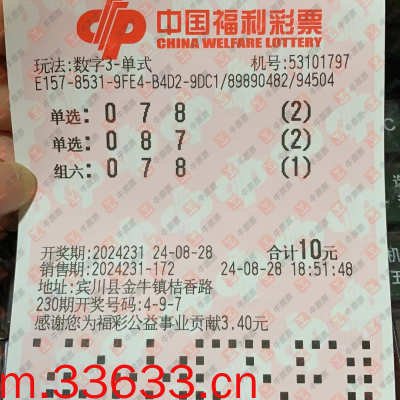 中国福利彩票
CHINA WELFARE LOTTERY
玩法:数字3-单式 机号:53101797
E157-8531-9FE4-B4D2-9DC1/89890482/94504
单选: 0 7 8 (2)
单选: 0 8 7 (2)
组六: 0 7 8 (1)
开奖期:2024231 24-08-28 合计10元
销售期:2024231-172 24-08-28 18:51:48
地址:宾川县金牛镇桔香路
230期开奖号码:4-9-7
感谢您为福彩公益事业贡献3.40元
m.33633.cn